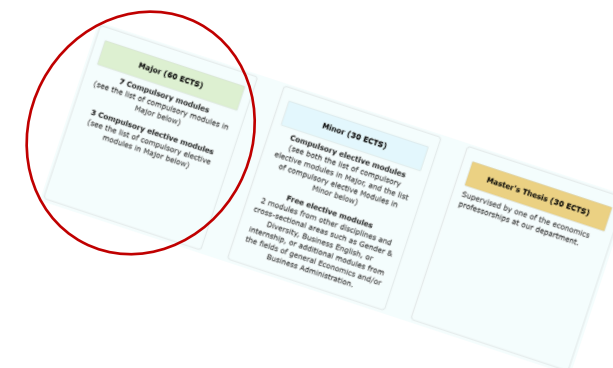 Major (60 ECTS)
7 Compulsory modules
(see the list of compulsory modules in
Major below)
3 Compulsory elective modules
(see the list of compulsory elective
modules in Major below)
Minor (30 ECTS)
Compulsory elective modules
(see both the list of compulsory
elective modules in Major, and the list
of compulsory elective Modules in
Minor below)
Free elective modules
2 modules from other disciplines and
cross-sectional areas such as Gender &
Diversity, Business English, or
internship, or additional modules from
the fields of general Economics and/or
Business Administration.
Master's Thesis (30 ECTS)
Supervised by one of the economics
professorships at our department.